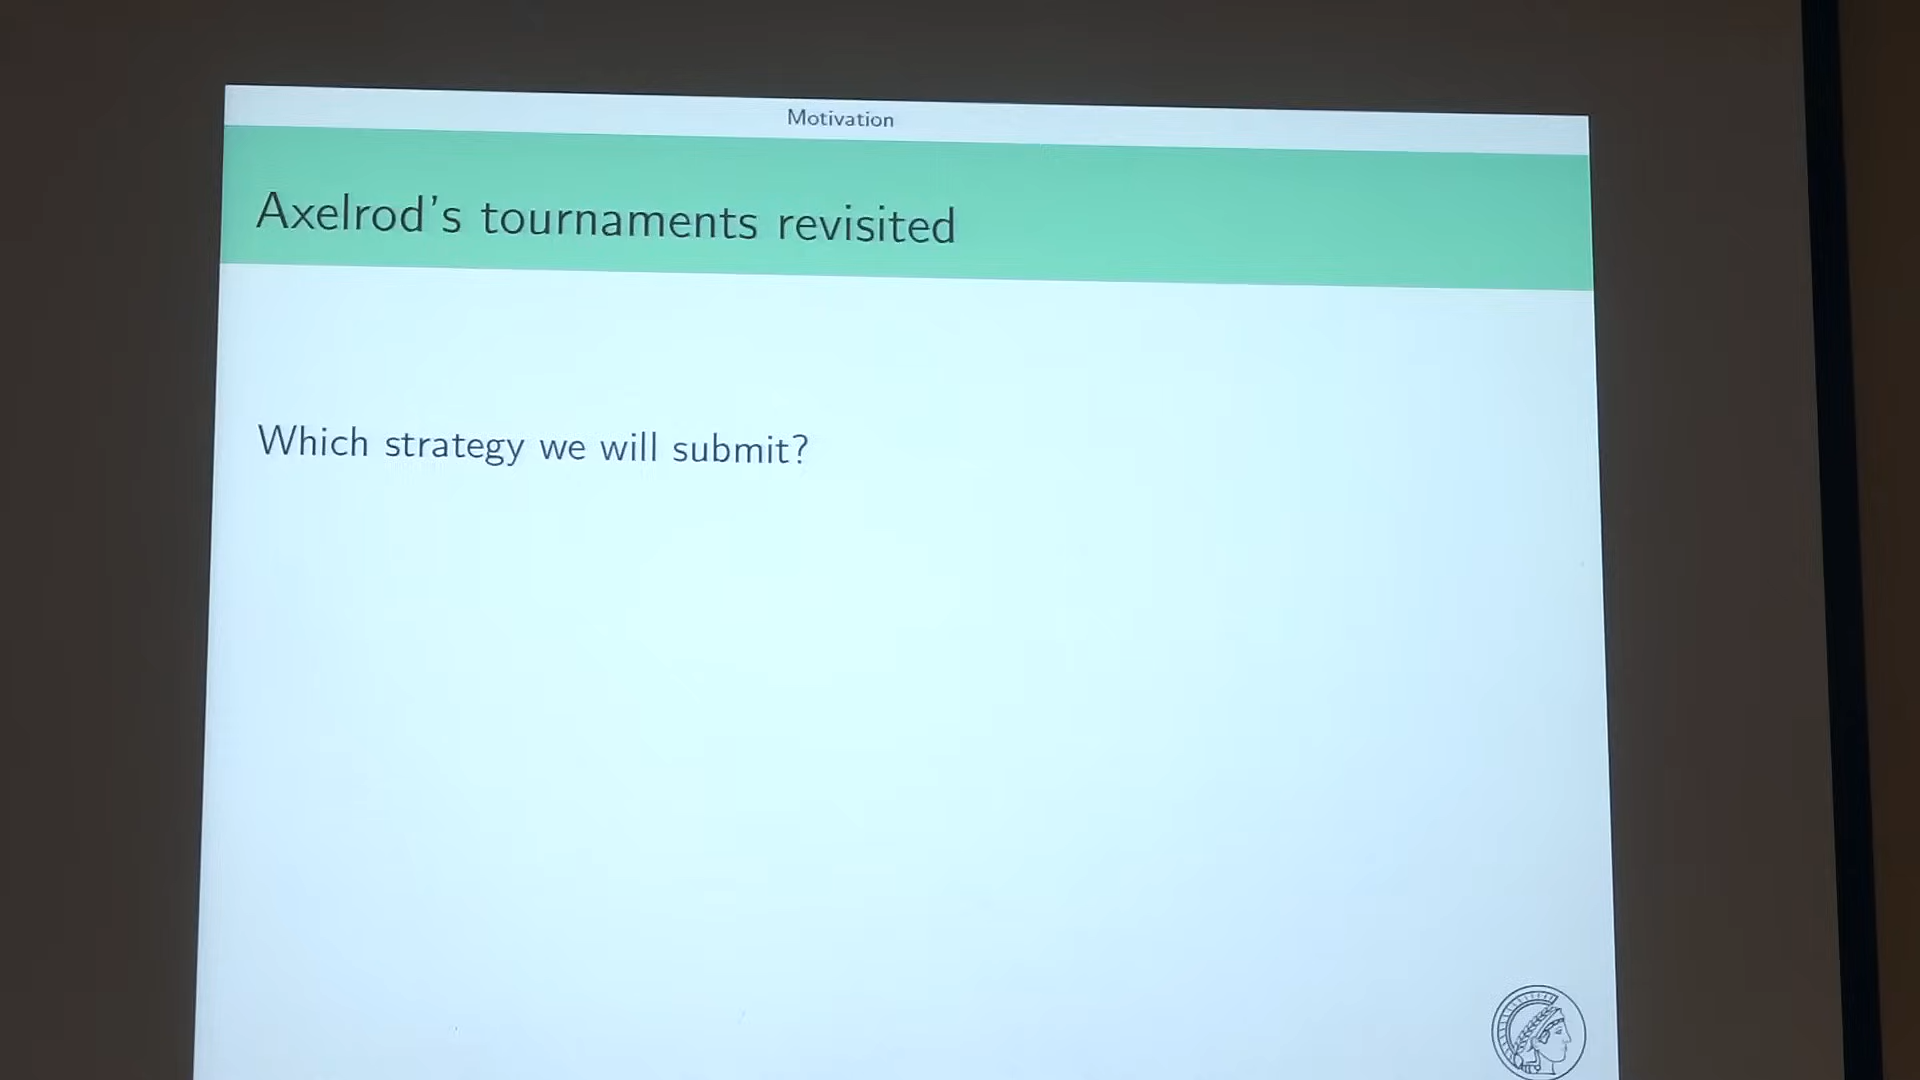 Motivation
Axelrod's tournaments revisited
Which strategy we will submit?